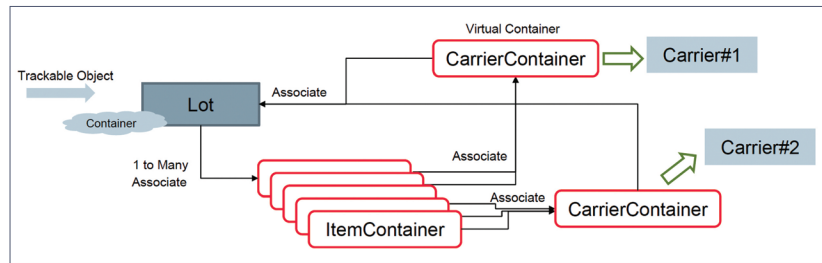 Virtual Container
CarrierContainer
Carrier#1
Trackable Object
Associate
Lot
Container
Carrier#2
1 to Many
Associate
Associate
Associate
CarrierContainer
ItemContainer